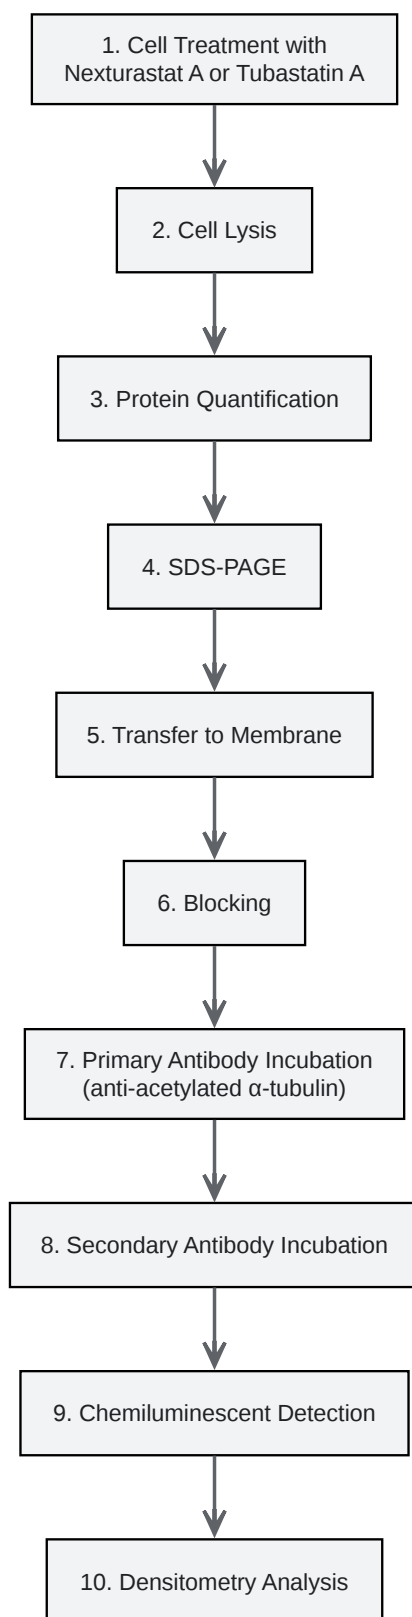 1. Cell Treatment with
Nexturastat A or Tubastatin A
2. Cell Lysis
3. Protein Quantification
4. SDS-PAGE
5. Transfer to Membrane
6. Blocking
7. Primary Antibody Incubation
(anti-acetylated α-tubulin)
8. Secondary Antibody Incubation
9. Chemiluminescent Detection
10. Densitometry Analysis